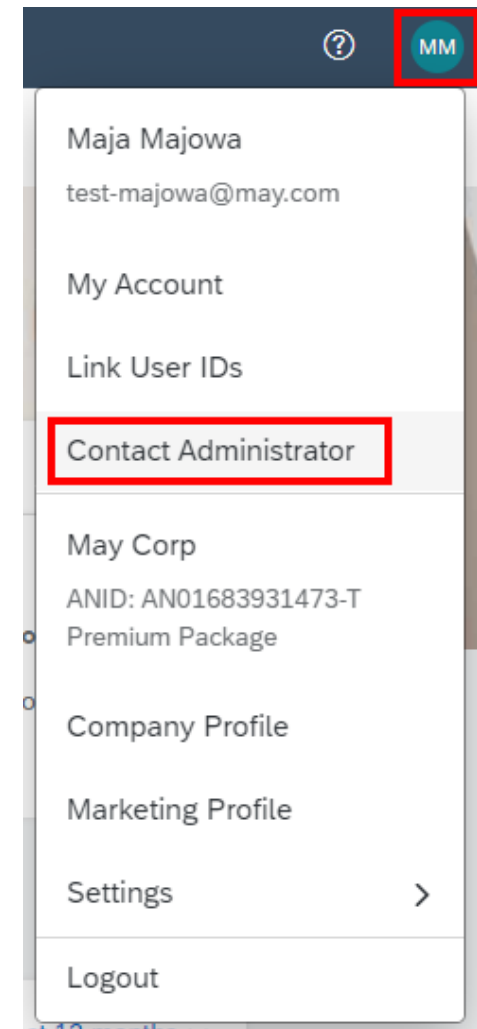 ?
MM
Maja Majowa
test-majowa@may.com
My Account
Link User IDs
Contact Administrator
May Corp
ANID: AN01683931473-T
Premium Package
Company Profile
Marketing Profile
Settings
Logout